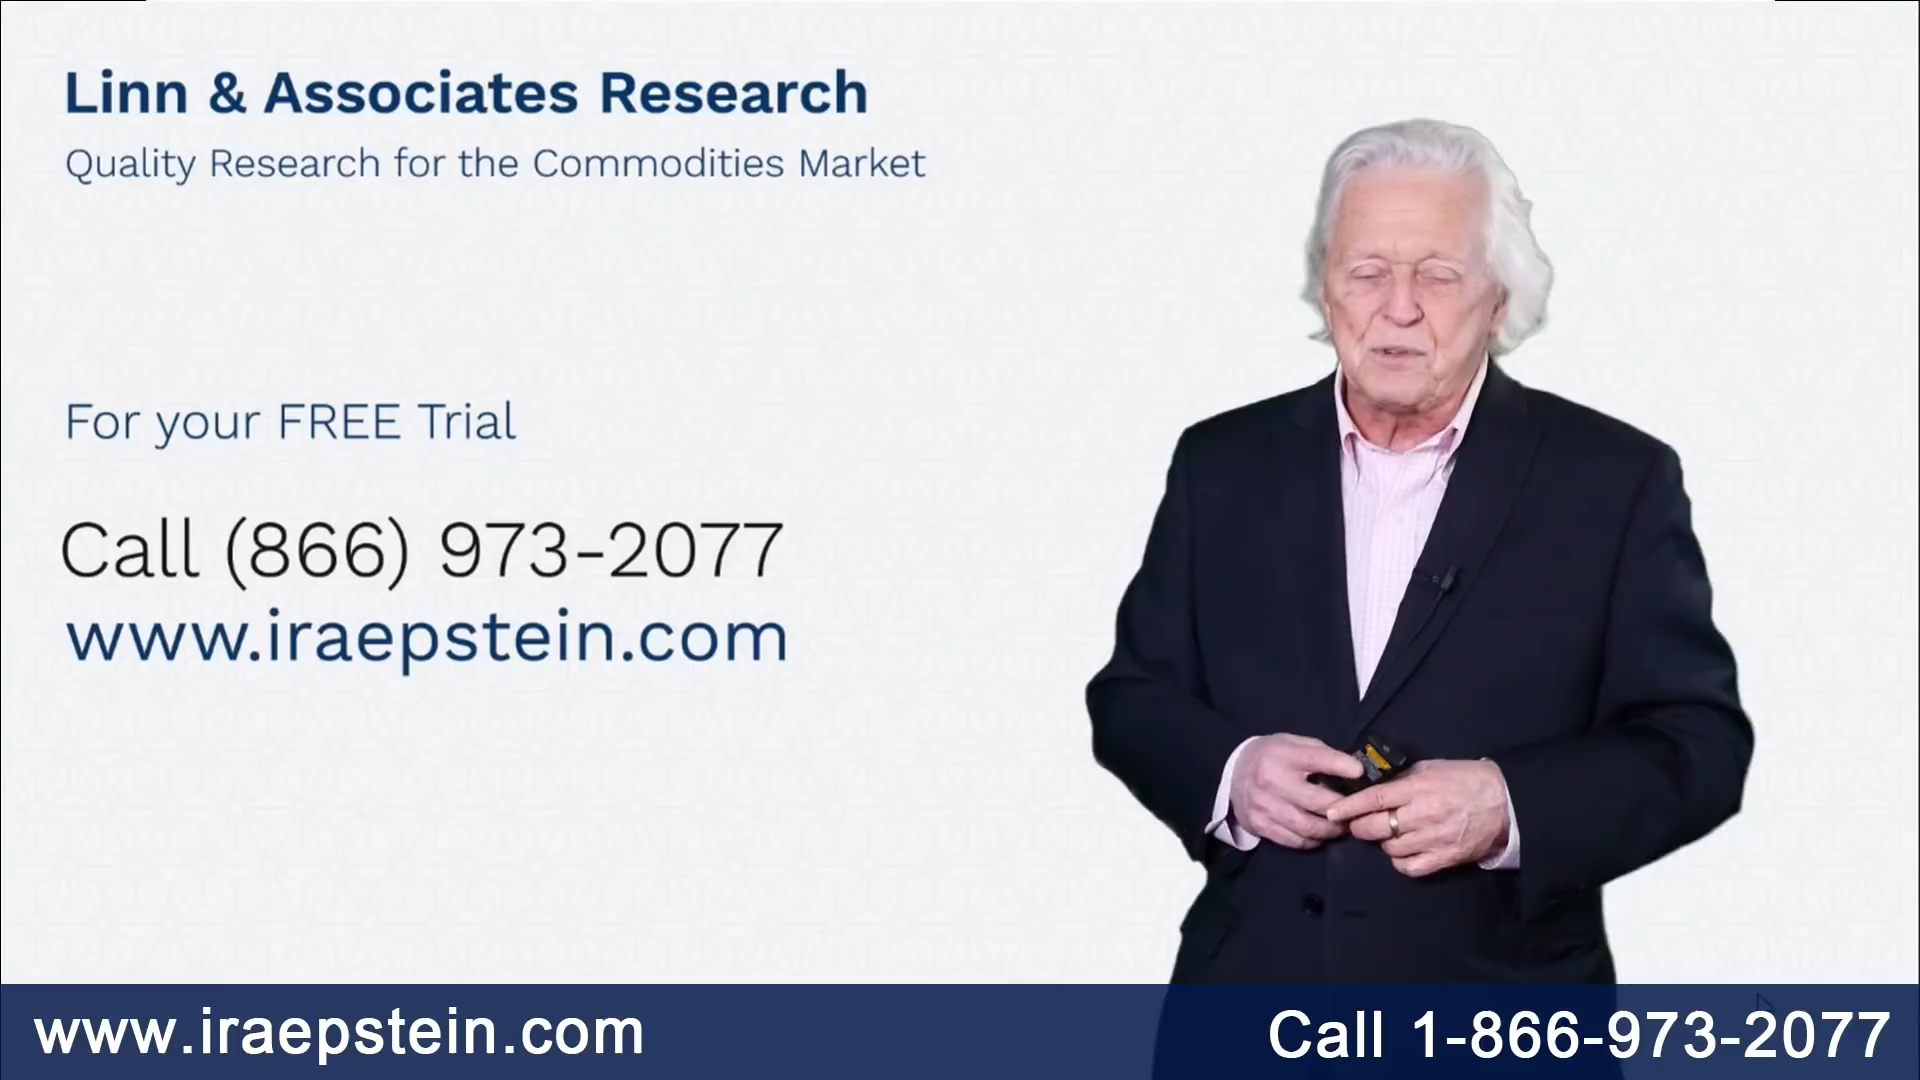 Linn & Associates Research
Quality Research for the Commodities Market
For your FREE Trial
Call (866) 973-2077
www.iraepstein.com
www.iraepstein.com
Call 1-866-973-2077